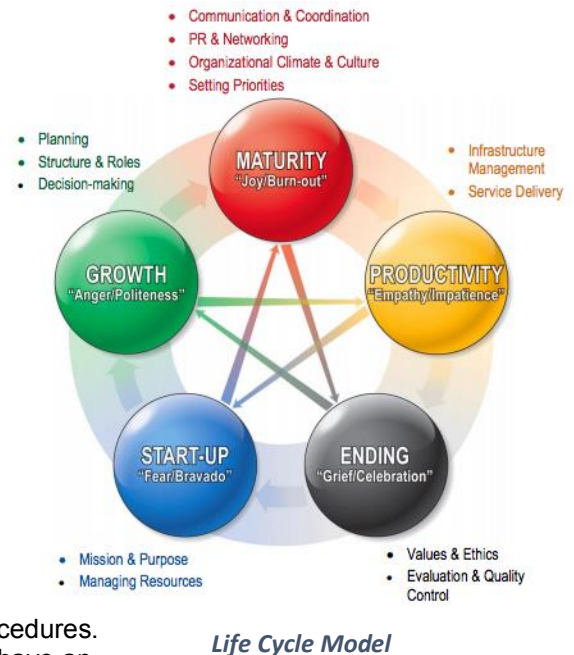 • Communication & Coordination
• PR & Networking
• Organizational Climate & Culture
• Setting Priorities
• Planning
• Structure & Roles
• Decision-making
MATURITY
"Joy/Burn-out"
• Infrastructure
Management
• Service Delivery
GROWTH
"Anger/Politeness"
PRODUCTIVITY
"Empathy/Impatience"
START-UP
"Fear/Bravado"
ENDING
"Grief/Celebration"
• Mission & Purpose
• Managing Resources
• Values & Ethics
• Evaluation & Quality
Control
cedures.
Life Cycle Model